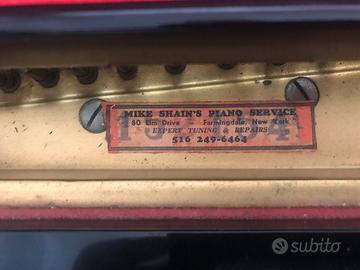 MIKE SHAIN'S PIANO SERVICE
80 Elm Drive - Farmingdale, New York
EXPERT TUNING & REPAIRS
516 249-6464
subito